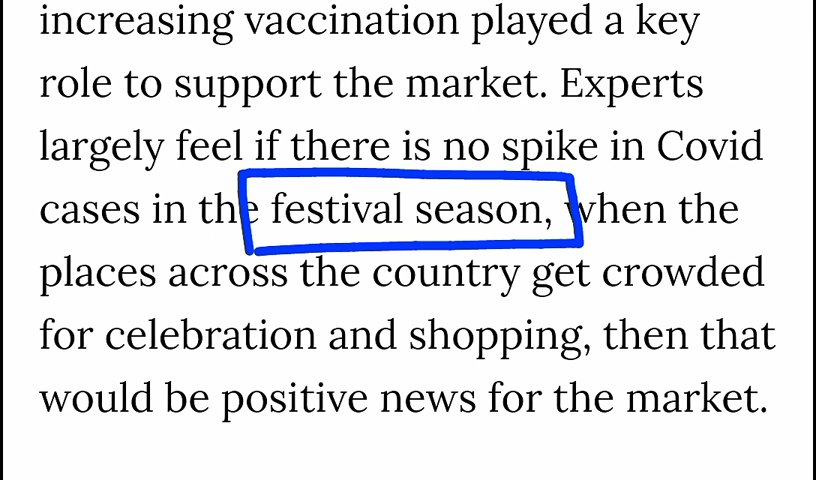 increasing vaccination played a key
role to support the market. Experts
largely feel if there is no spike in Covid
cases in the festival season, when the
places across the country get crowded
for celebration and shopping, then that
would be positive news for the market.